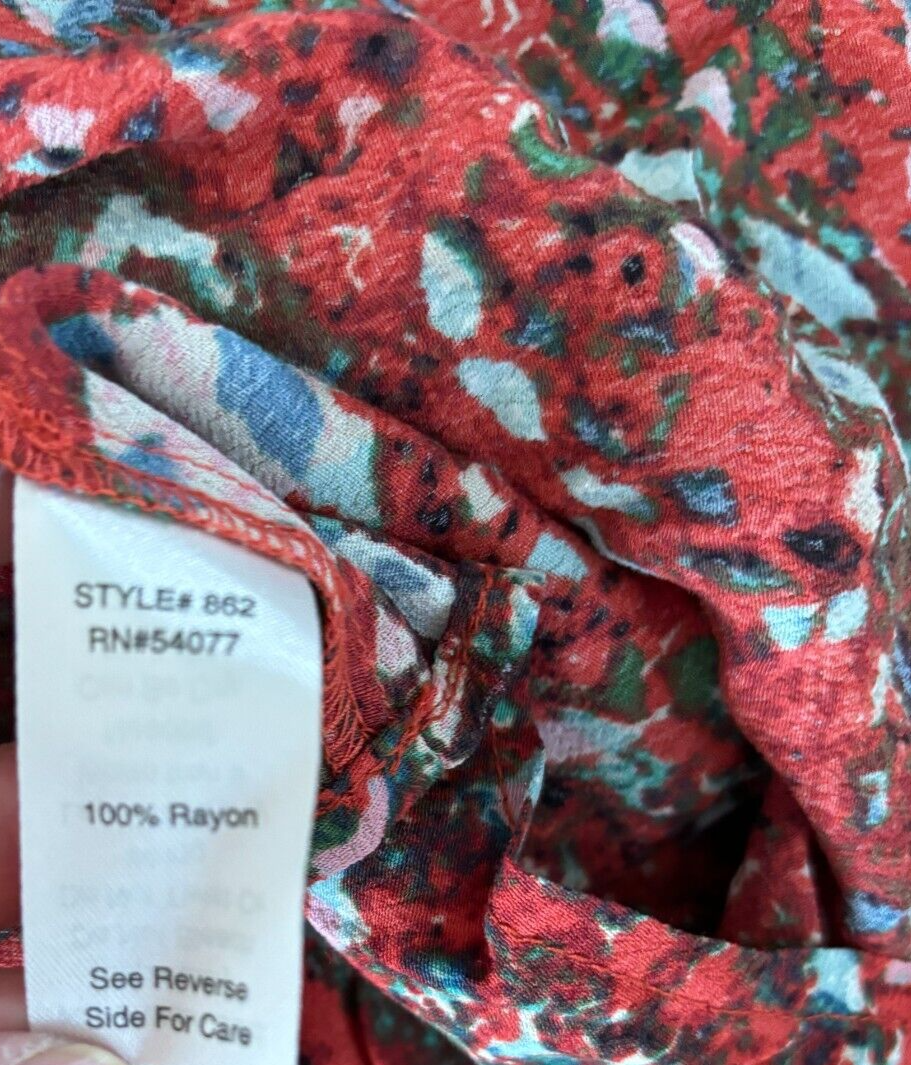 STYLE# 862
RN#54077
100% Rayon
See Reverse
Side For Care